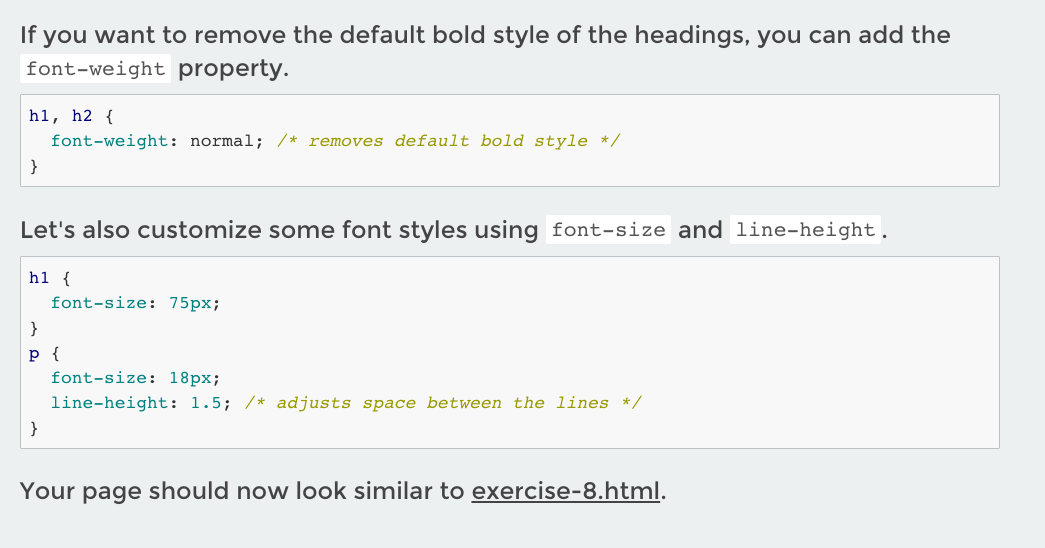 If you want to remove the default bold style of the headings, you can add the
font-weight property.
h1, h2 {
  font-weight: normal; /* removes default bold style */
}
Let's also customize some font styles using font-size and line-height.
h1 {
  font-size: 75px;
}
p {
  font-size: 18px;
  line-height: 1.5; /* adjusts space between the lines */
}
Your page should now look similar to exercise-8.html.